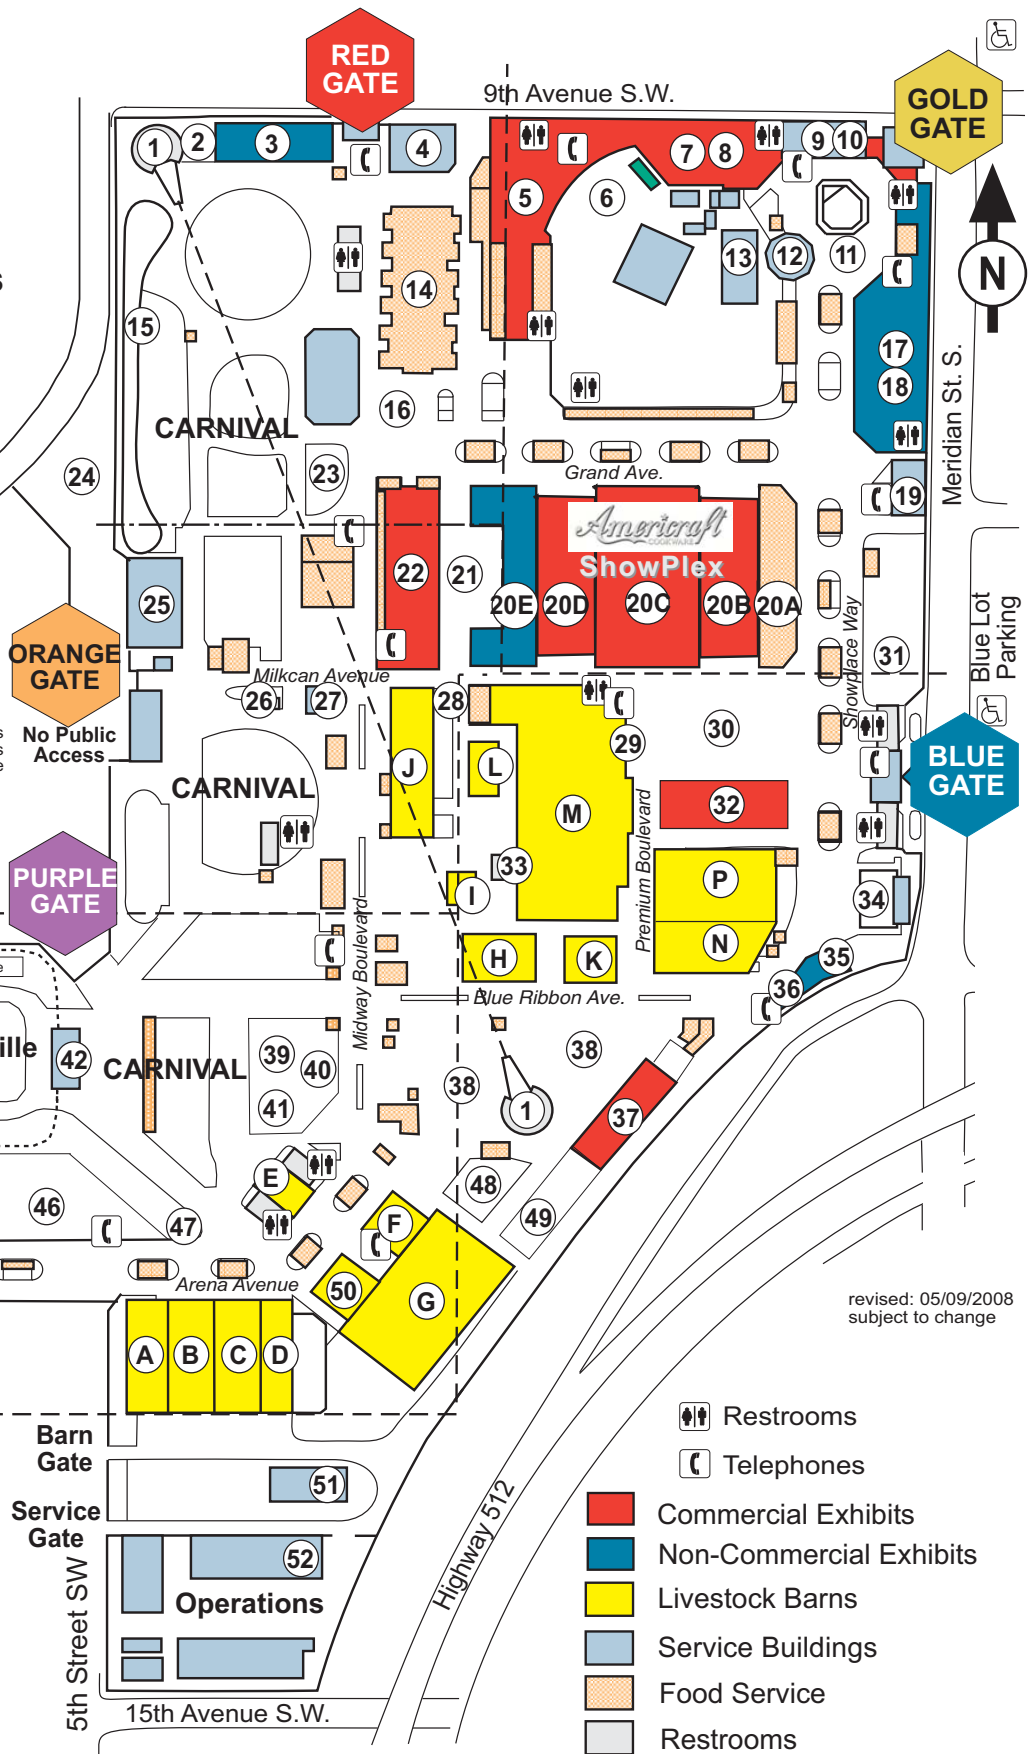 RED
GATE
9th Avenue S.W.
GOLD
GATE
1
2
3
4
5
6
7
8
9
10
11
12
13
14
15
16
17
18
19
N
Meridian St. S.
CARNIVAL
23
24
Grand Ave.
Americraft
COOKWARE
ShowPlex
22
21
20E
20D
20C
20B
20A
25
ORANGE
GATE
Milkcan Avenue
26
27
28
29
30
31
Showplace Way
Blue Lot
Parking
No Public
Access
BLUE
GATE
CARNIVAL
J
L
M
32
Premium Boulevard
PURPLE
GATE
33
I
P
N
34
H
K
35
36
Midway Boulevard
Blue Ribbon Ave.
ille
42
CARNIVAL
39
40
41
38
38
1
37
E
46
47
48
49
F
G
50
Arena Avenue
A
B
C
D
revised: 05/09/2008
subject to change
Barn
Gate
51
Service
Gate
52
Operations
5th Street SW
15th Avenue S.W.
Highway 512
Restrooms
Telephones
Commercial Exhibits
Non-Commercial Exhibits
Livestock Barns
Service Buildings
Food Service
Restrooms